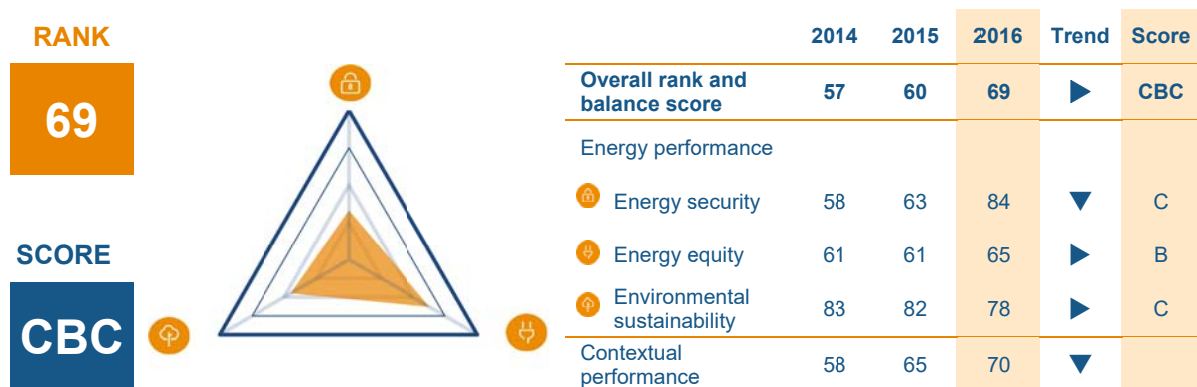 RANK
69
SCORE
CBC
2014 2015 2016 Trend Score
Overall rank and
balance score 57 60 69 CBC
Energy performance
Energy security 58 63 84 C
Energy equity 61 61 65 B
Environmental
sustainability 83 82 78 C
Contextual
performance 58 65 70